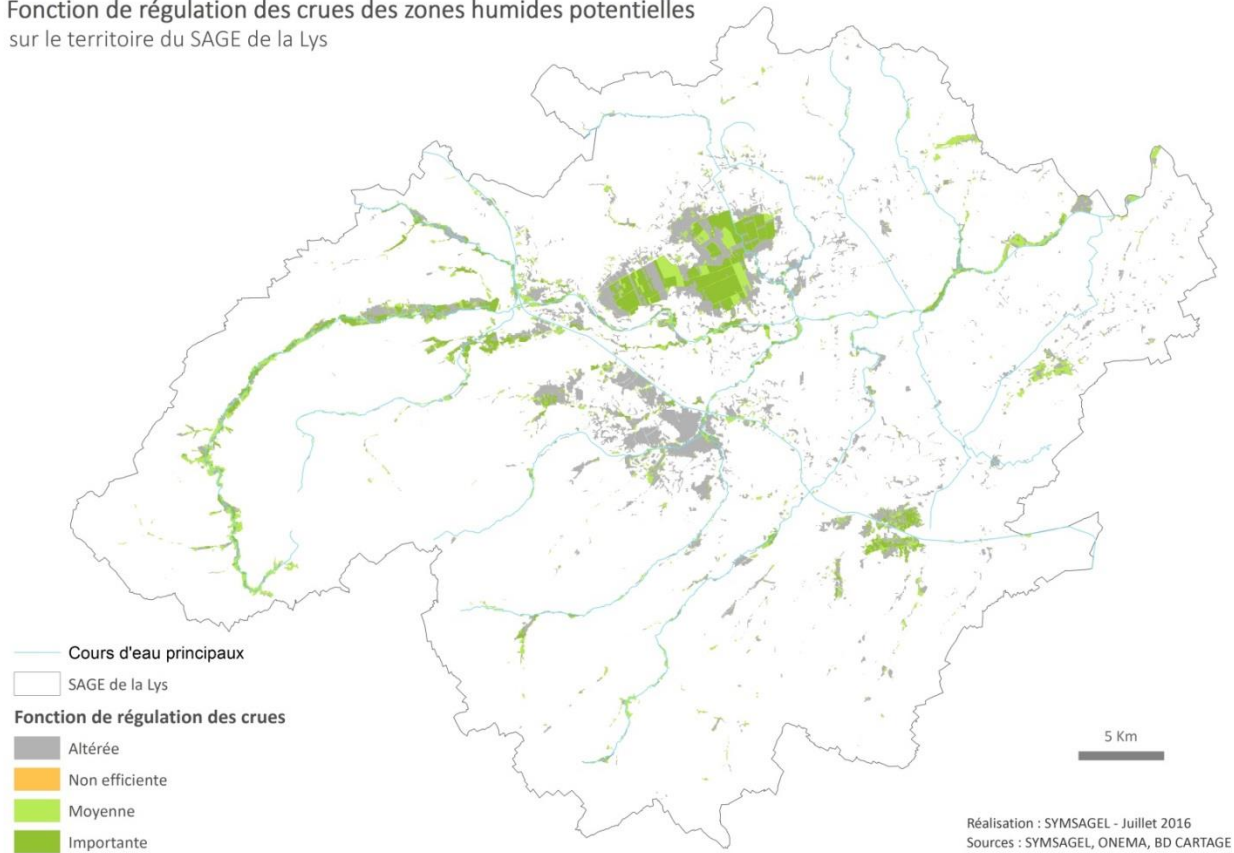 Fonction de régulation des crues des zones humides potentielles
sur le territoire du SAGE de la Lys
Cours d'eau principaux
SAGE de la Lys
Fonction de régulation des crues
Altérée
Non efficiente
Moyenne
Importante
5 Km
Réalisation : SYMSAGEL - Juillet 2016
Sources : SYMSAGEL, ONEMA, BD CARTAGE